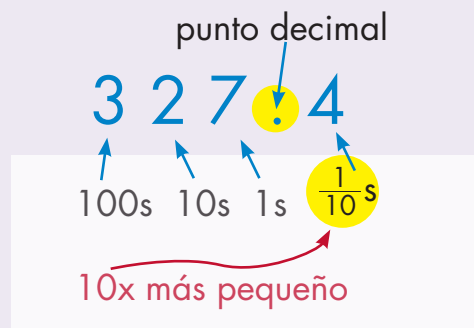 punto decimal
3 2 7 . 4
100s 10s 1s 1/10 s
10x más pequeño